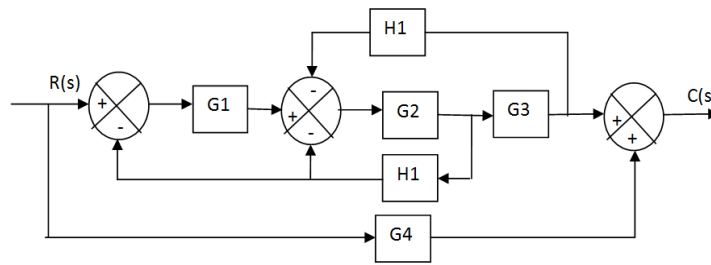 H1
R(s)
C(s
+
-
G1
-
+
-
G2
G3
+
+
H1
G4